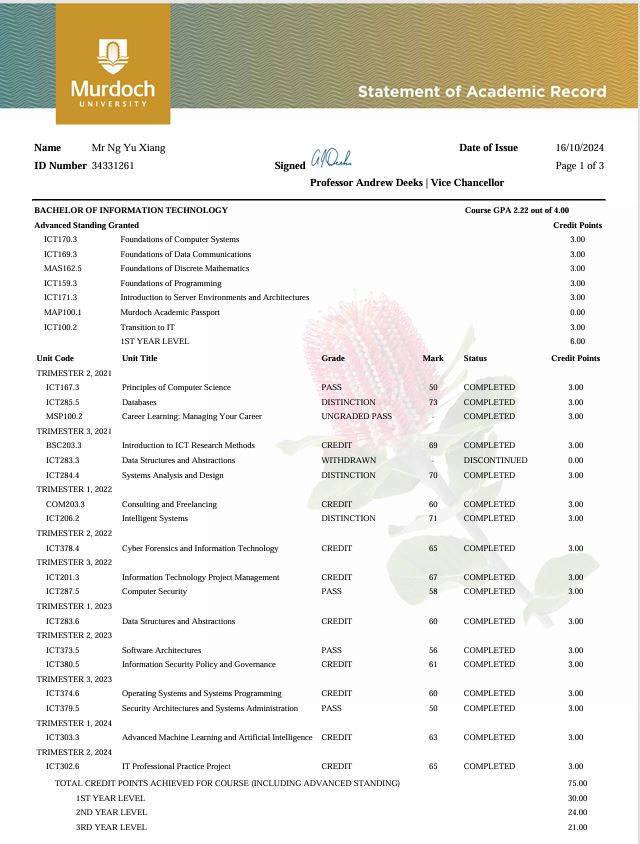 Murdoch
UNIVERSITY
Statement of Academic Record
Name Mr Ng Yu Xiang Date of Issue 16/10/2024
ID Number 34331261 Signed Page 1 of 3
Professor Andrew Deeks | Vice Chancellor
BACHELOR OF INFORMATION TECHNOLOGY Course GPA 2.22 out of 4.00
Advanced Standing Granted Credit Points
ICT170.3 Foundations of Computer Systems 3.00
ICT169.3 Foundations of Data Communications 3.00
MAS162.5 Foundations of Discrete Mathematics 3.00
ICT159.3 Foundations of Programming 3.00
ICT171.3 Introduction to Server Environments and Architectures 3.00
MAP100.1 Murdoch Academic Passport 0.00
ICT100.2 Transition to IT 3.00
1ST YEAR LEVEL 6.00
Unit Code Unit Title Grade Mark Status Credit Points
TRIMESTER 2, 2021
ICT167.3 Principles of Computer Science PASS 50 COMPLETED 3.00
ICT285.5 Databases DISTINCTION 73 COMPLETED 3.00
MSP100.2 Career Learning: Managing Your Career UNGRADED PASS - COMPLETED 3.00
TRIMESTER 3, 2021
BSC203.3 Introduction to ICT Research Methods CREDIT 69 COMPLETED 3.00
ICT283.3 Data Structures and Abstractions WITHDRAWN - DISCONTINUED 0.00
ICT284.4 Systems Analysis and Design DISTINCTION 70 COMPLETED 3.00
TRIMESTER 1, 2022
COM203.3 Consulting and Freelancing CREDIT 60 COMPLETED 3.00
ICT206.2 Intelligent Systems DISTINCTION 71 COMPLETED 3.00
TRIMESTER 2, 2022
ICT378.4 Cyber Forensics and Information Technology CREDIT 65 COMPLETED 3.00
TRIMESTER 3, 2022
ICT201.3 Information Technology Project Management CREDIT 67 COMPLETED 3.00
ICT287.5 Computer Security PASS 58 COMPLETED 3.00
TRIMESTER 1, 2023
ICT283.6 Data Structures and Abstractions CREDIT 60 COMPLETED 3.00
TRIMESTER 2, 2023
ICT373.5 Software Architectures PASS 56 COMPLETED 3.00
ICT380.5 Information Security Policy and Governance CREDIT 61 COMPLETED 3.00
TRIMESTER 3, 2023
ICT374.6 Operating Systems and Systems Programming CREDIT 60 COMPLETED 3.00
ICT379.5 Security Architectures and Systems Administration PASS 50 COMPLETED 3.00
TRIMESTER 1, 2024
ICT303.3 Advanced Machine Learning and Artificial Intelligence CREDIT 63 COMPLETED 3.00
TRIMESTER 2, 2024
ICT302.6 IT Professional Practice Project CREDIT 65 COMPLETED 3.00
TOTAL CREDIT POINTS ACHIEVED FOR COURSE (INCLUDING ADVANCED STANDING) 75.00
1ST YEAR LEVEL 30.00
2ND YEAR LEVEL 24.00
3RD YEAR LEVEL 21.00